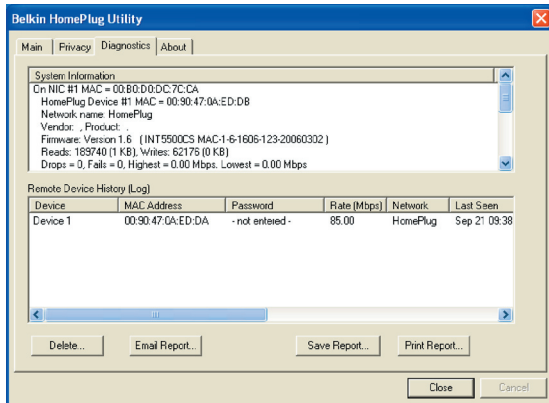 Belkin HomePlug Utility
Main Privacy Diagnostics About
System Information
On NIC #1 MAC = 00:B0:D0:DC:7C:CA
HomePlug Device #1 MAC = 00:90:47:0A:ED:DB
Network name: HomePlug
Vendor: , Product: .
Firmware: Version 1.6 ( INT5500CS MAC-1-6-1606-123-20060302 )
Reads: 189740 (1 KB), Writes: 62176 (0 KB)
Drops = 0, Fails = 0, Highest = 0.00 Mbps. Lowest = 0.00 Mbps
Remote Device History (Log)
Device MAC Address Password Rate (Mbps) Network Last Seen
Device 1 00:90:47:0A:ED:DA - not entered - 85.00 HomePlug Sep 21 09:38
Delete... Email Report... Save Report... Print Report...
Close Cancel